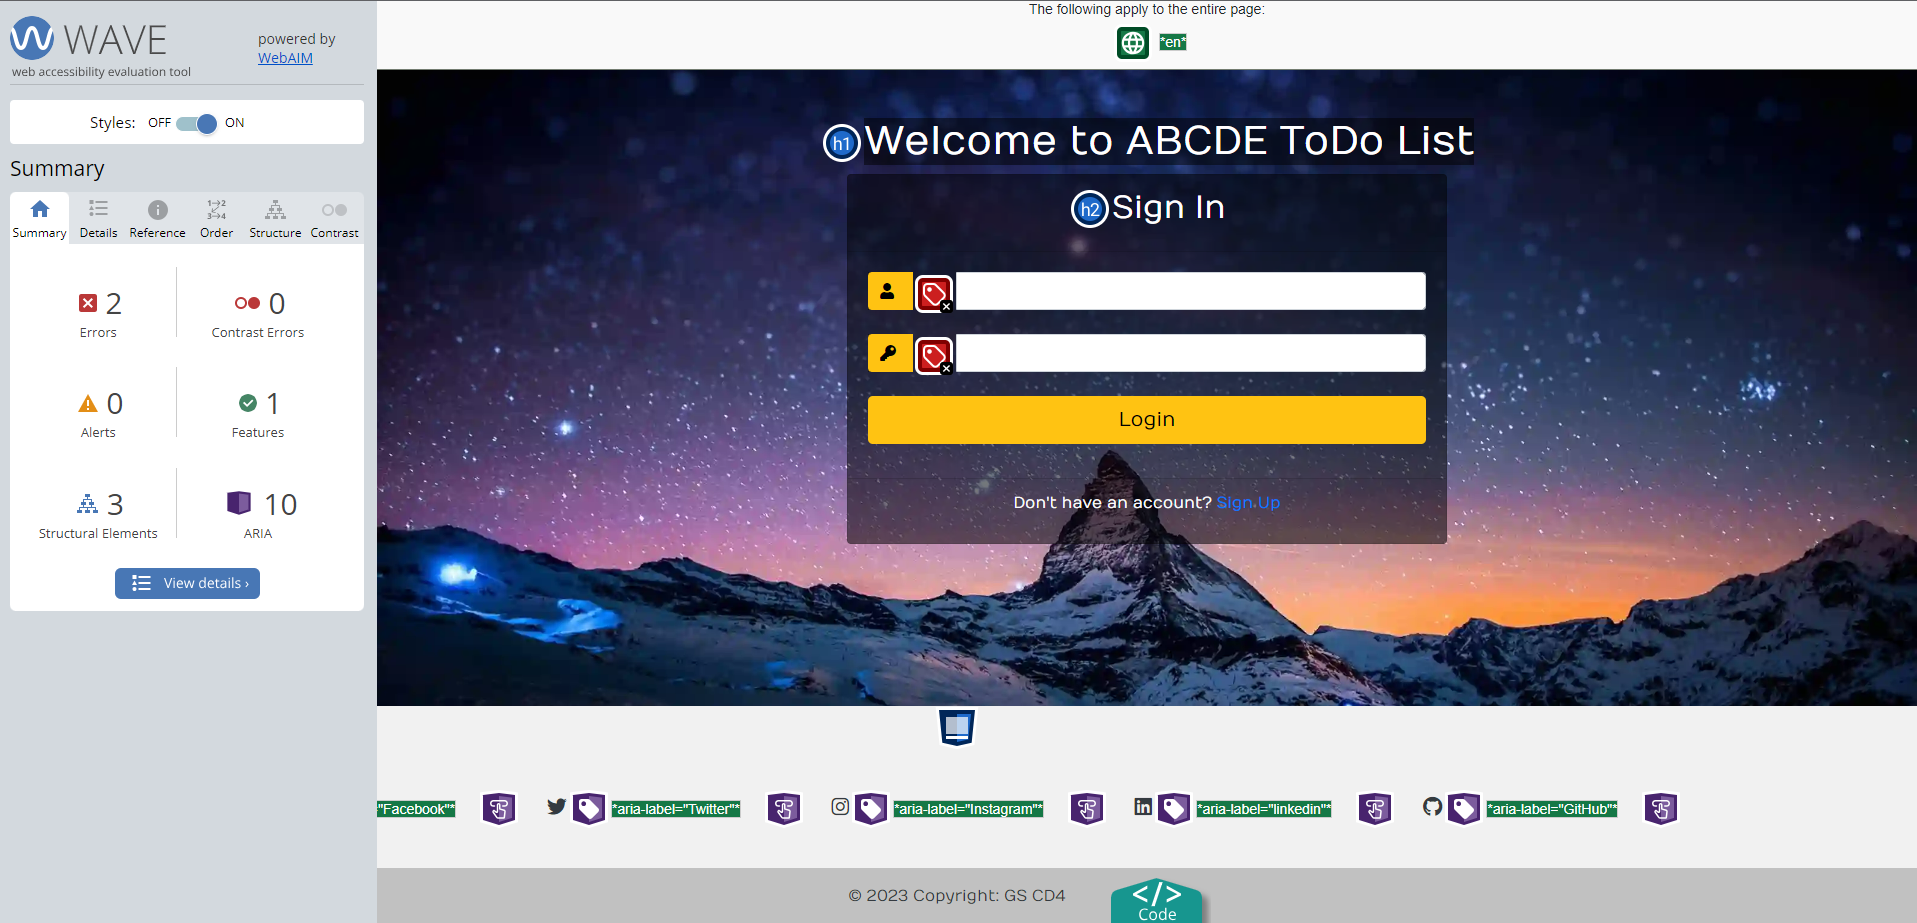 WAVE
powered by
WebAIM
web accessibility evaluation tool
Styles: OFF ON
Summary
Summary Details Reference Order Structure Contrast
2 0
Errors Contrast Errors
0 1
Alerts Features
3 10
Structural Elements ARIA
View details ›
The following apply to the entire page:
*en*
h1 Welcome to ABCDE ToDo List
h2 Sign In
Login
Don't have an account? Sign Up
="Facebook"* *aria-label="Twitter"* *aria-label="Instagram"* *aria-label="linkedin"* *aria-label="GitHub"*
© 2023 Copyright: GS CD4
</>
Code